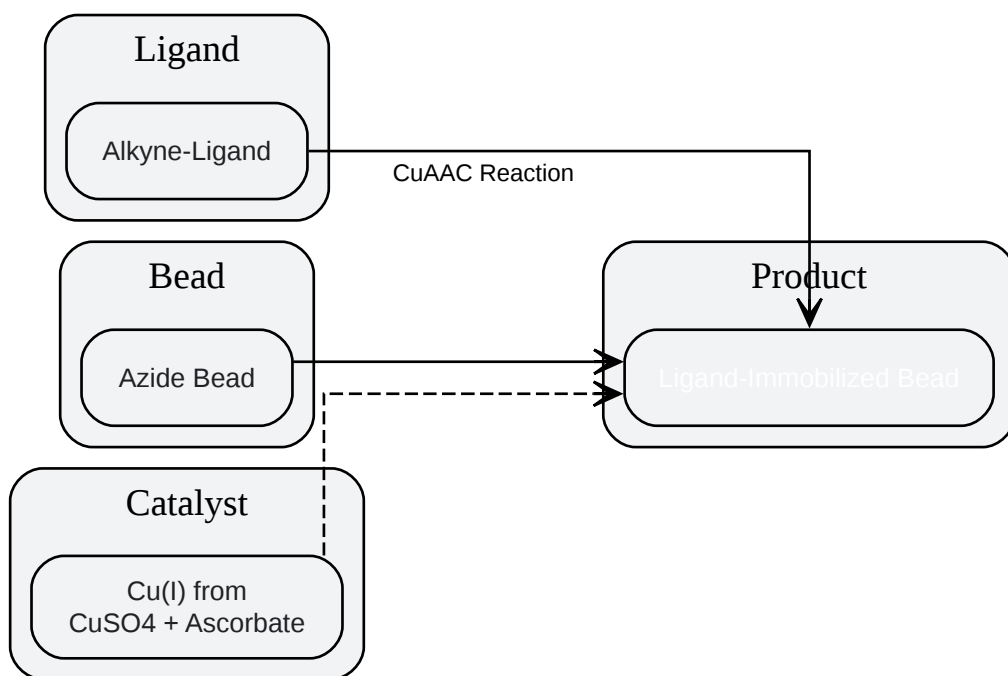 Ligand
Alkyne-Ligand
CuAAC Reaction
Bead
Azide Bead
Product
Ligand-Immobilized Bead
Catalyst
Cu(I) from
CuSO4 + Ascorbate